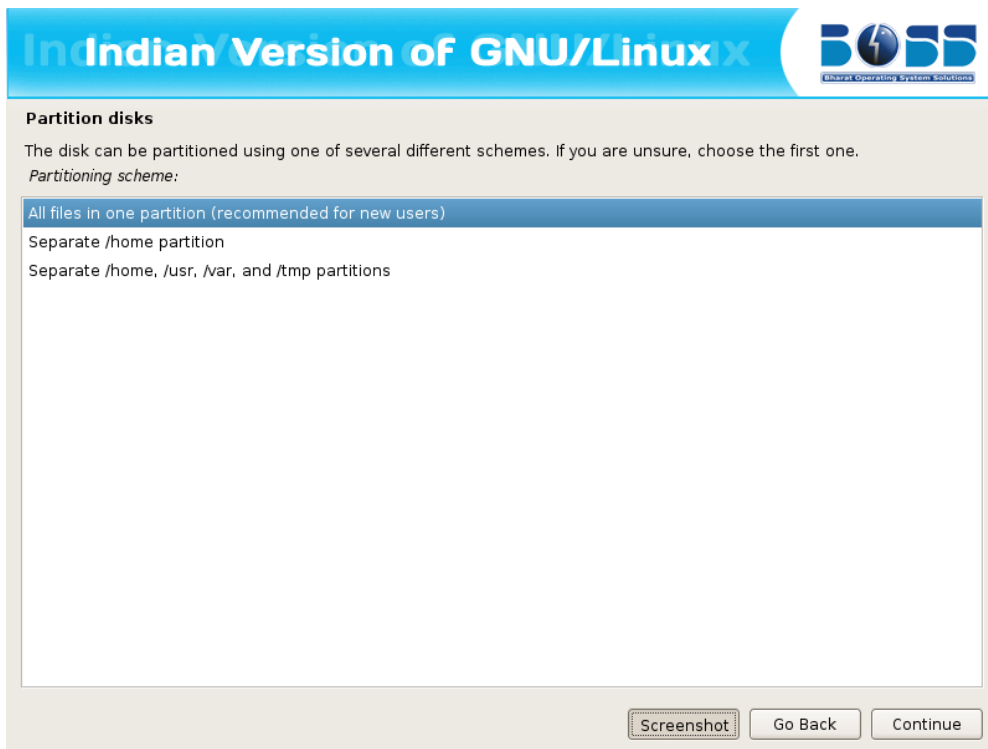 Indian Version of GNU/Linux
BOSS
Bharat Operating System Solutions
Partition disks
The disk can be partitioned using one of several different schemes. If you are unsure, choose the first one.
Partitioning scheme:
All files in one partition (recommended for new users)
Separate /home partition
Separate /home, /usr, /var, and /tmp partitions
Screenshot
Go Back
Continue